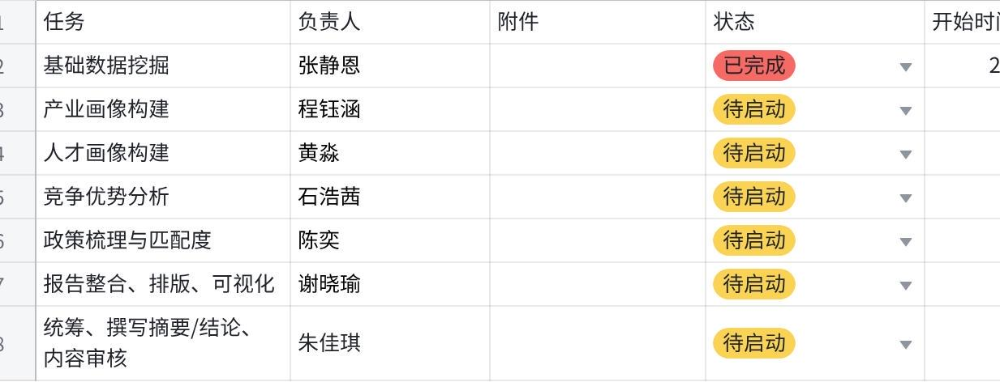 1 任务 负责人 附件 状态 开始时
2 基础数据挖掘 张静恩 已完成 2
3 产业画像构建 程钰涵 待启动
4 人才画像构建 黄淼 待启动
5 竞争优势分析 石浩茜 待启动
6 政策梳理与匹配度 陈奕 待启动
7 报告整合、排版、可视化 谢晓瑜 待启动
8 统筹、撰写摘要/结论、
内容审核 朱佳琪 待启动